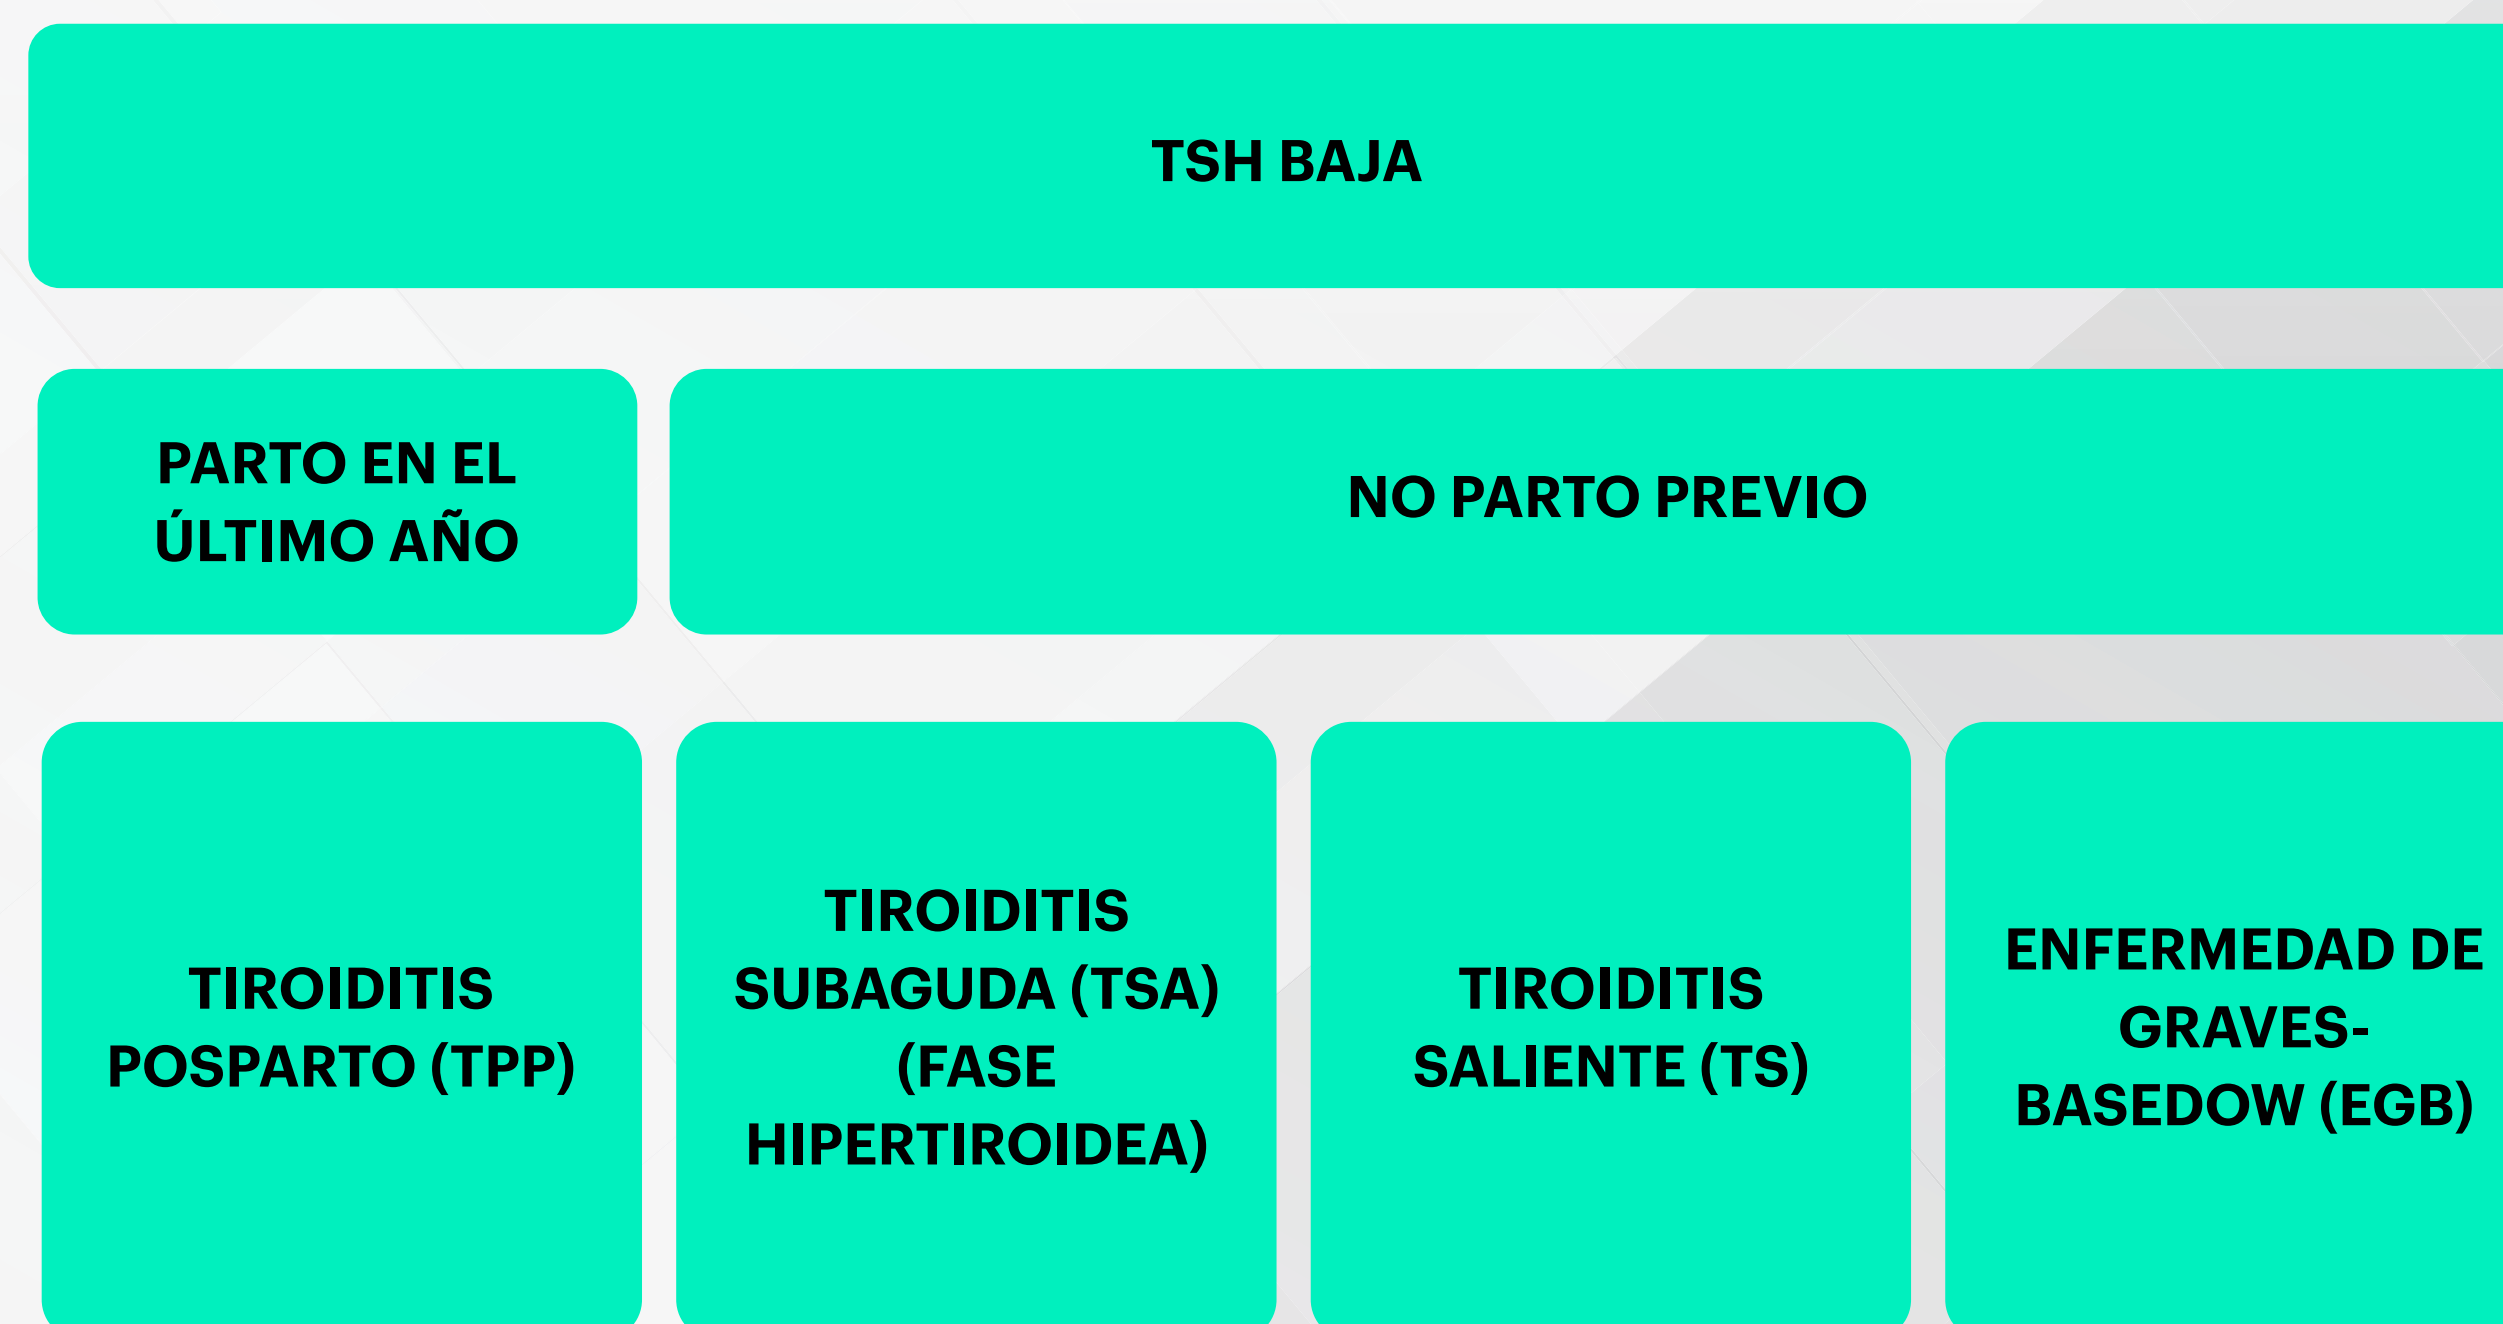 TSH BAJA
PARTO EN EL
ÚLTIMO AÑO
NO PARTO PREVIO
TIROIDITIS
POSPARTO (TPP)
TIROIDITIS
SUBAGUDA (TSA)
(FASE
HIPERTIROIDEA)
TIROIDITIS
SALIENTE (TS)
ENFERMEDAD DE
GRAVES-
BASEDOW (EGB)